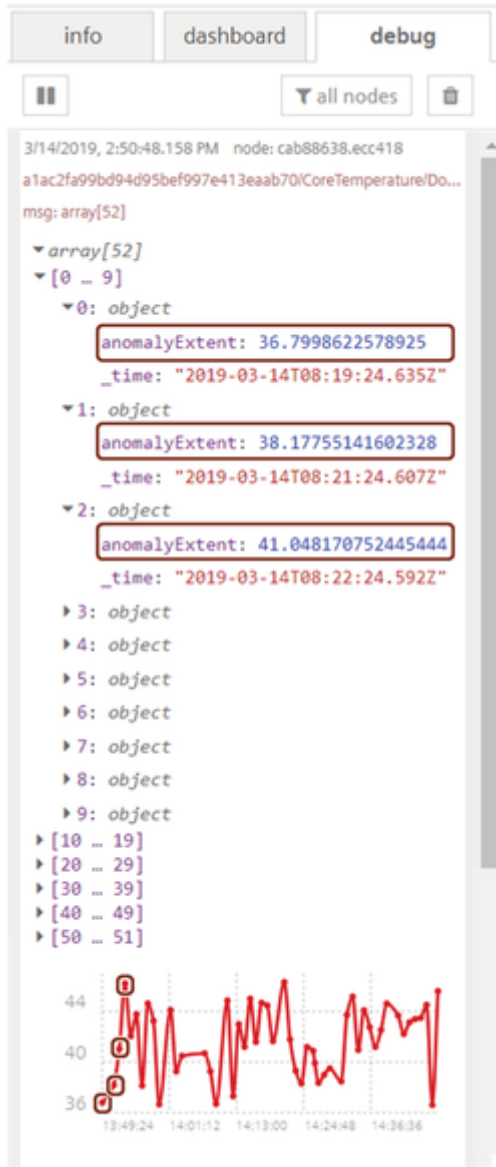 info dashboard debug
all nodes
3/14/2019, 2:50:48.158 PM node: cab88638.ecc418
a1ac2fa99bd94d95bef997e413eaab70/CoreTemperature/Do...
msg: array[52]
array[52]
[0 … 9]
0: object
anomalyExtent: 36.7998622578925
_time: "2019-03-14T08:19:24.635Z"
1: object
anomalyExtent: 38.17755141602328
_time: "2019-03-14T08:21:24.607Z"
2: object
anomalyExtent: 41.048170752445444
_time: "2019-03-14T08:22:24.592Z"
3: object
4: object
5: object
6: object
7: object
8: object
9: object
[10 … 19]
[20 … 29]
[30 … 39]
[40 … 49]
[50 … 51]
44
40
36
13:49:24 14:01:12 14:13:00 14:24:48 14:36:36